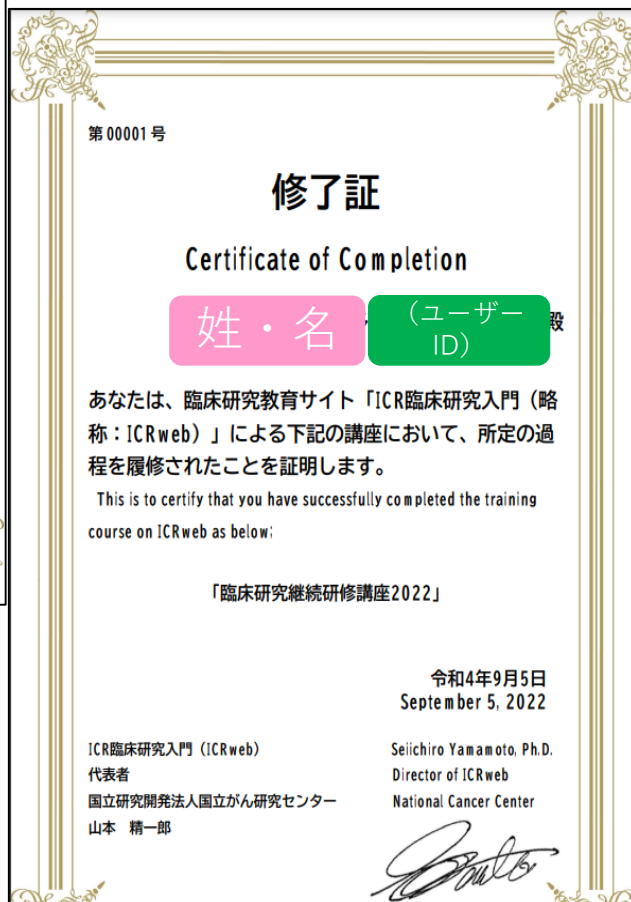 第00001号
修了証
Certificate of Completion
姓・名
（ユーザー
ID）
殿
あなたは、臨床研究教育サイト「ICR臨床研究入門（略
称：ICRweb）」による下記の講座において、所定の過
程を履修されたことを証明します。
This is to certify that you have successfully completed the training
course on ICRweb as below;
「臨床研究継続研修講座2022」
令和4年9月5日
September 5, 2022
ICR臨床研究入門（ICRweb）
代表者
国立研究開発法人国立がん研究センター
山本　精一郎
Seiichiro Yamamoto, Ph.D.
Director of ICRweb
National Cancer Center